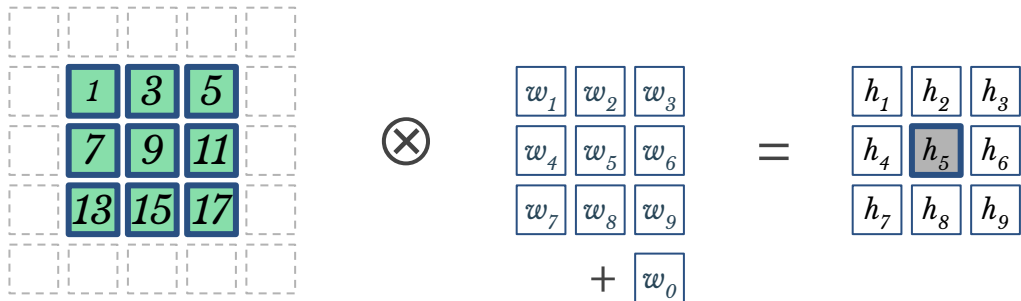 1 3 5 w₁ w₂ w₃ h₁ h₂ h₃
7 9 11 ⊗ w₄ w₅ w₆ = h₄ h₅ h₆
13 15 17 w₇ w₈ w₉ h₇ h₈ h₉
+ w₀